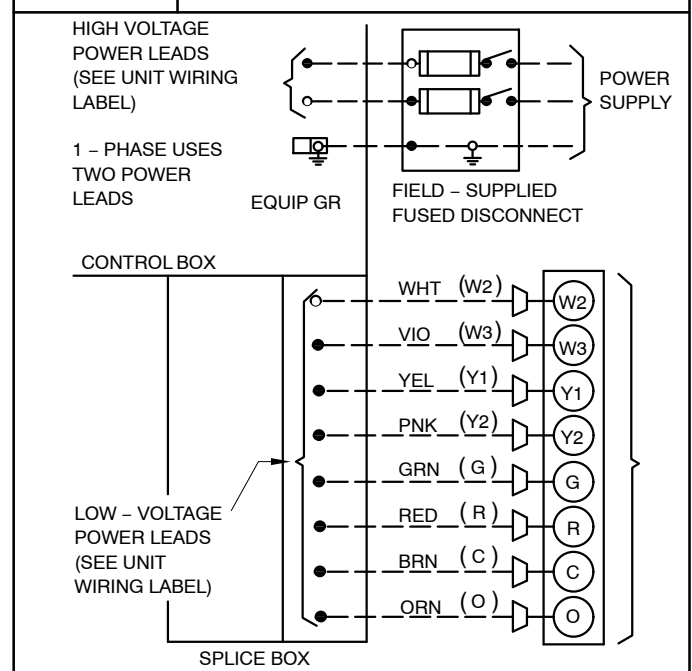 HIGH VOLTAGE
POWER LEADS
(SEE UNIT WIRING
LABEL)
POWER
SUPPLY
1 – PHASE USES
TWO POWER
LEADS
EQUIP GR
FIELD – SUPPLIED
FUSED DISCONNECT
CONTROL BOX
WHT (W2) W2
VIO (W3) W3
YEL (Y1) Y1
PNK (Y2) Y2
GRN (G) G
RED (R) R
BRN (C) C
ORN (O) O
LOW – VOLTAGE
POWER LEADS
(SEE UNIT
WIRING LABEL)
SPLICE BOX